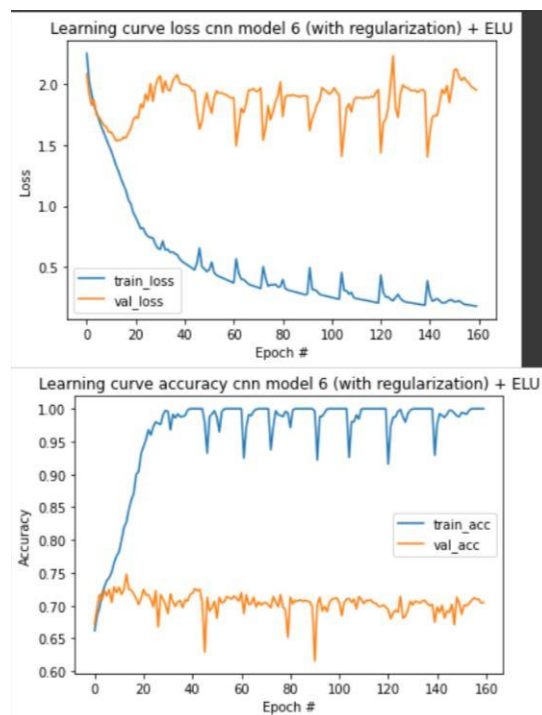 Learning curve loss cnn model 6 (with regularization) + ELU
2.0
1.5
1.0
0.5
Loss
train_loss
val_loss
0 20 40 60 80 100 120 140 160
Epoch #
Learning curve accuracy cnn model 6 (with regularization) + ELU
1.00
0.95
0.90
0.85
0.80
0.75
0.70
0.65
0.60
Accuracy
train_acc
val_acc
0 20 40 60 80 100 120 140 160
Epoch #